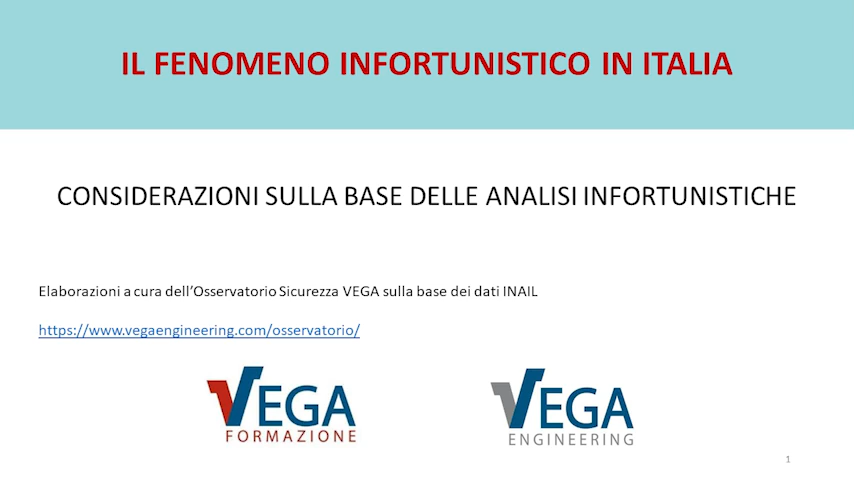 IL FENOMENO INFORTUNISTICO IN ITALIA
CONSIDERAZIONI SULLA BASE DELLE ANALISI INFORTUNISTICHE
Elaborazioni a cura dell’Osservatorio Sicurezza VEGA sulla base dei dati INAIL
https://www.vegaengineering.com/osservatorio/
VEGA
FORMAZIONE
VEGA
ENGINEERING
1